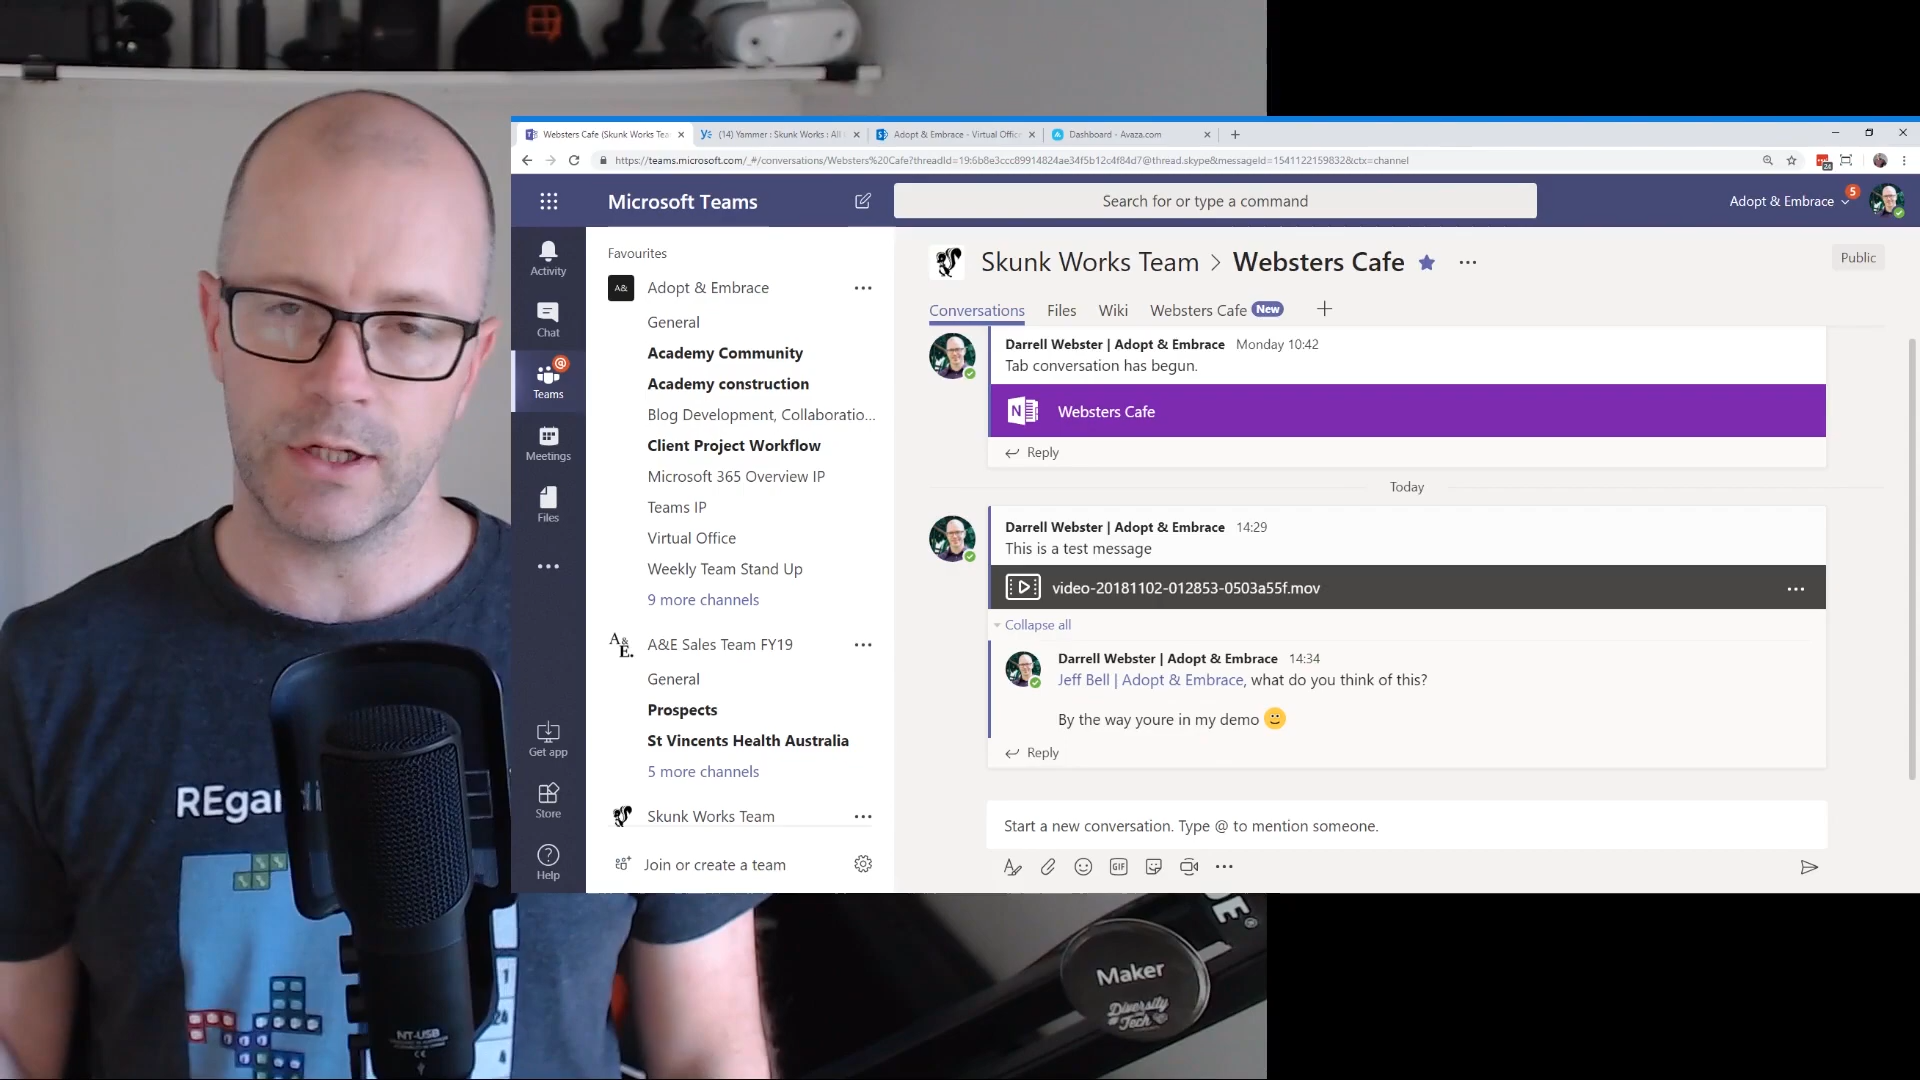 Websters Cafe (Skunk Works Tea
(14) Yammer : Skunk Works : All
Adopt & Embrace - Virtual Offic
Dashboard - Avaza.com
https://teams.microsoft.com/_#/conversations/Websters%20Cafe?threadId=19:6b8e3ccc89914824ae34f5b12c4f84d7@thread.skype&messageId=1541122159832&ctx=channel
Microsoft Teams
Search for or type a command
Adopt & Embrace
5
Activity
Chat
Teams
Meetings
Files
Get app
Store
Help
Favourites
A&
Adopt & Embrace
General
Academy Community
Academy construction
Blog Development, Collaboratio...
Client Project Workflow
Microsoft 365 Overview IP
Teams IP
Virtual Office
Weekly Team Stand Up
9 more channels
A&E.
A&E Sales Team FY19
General
Prospects
St Vincents Health Australia
5 more channels
Skunk Works Team
Join or create a team
Skunk Works Team > Websters Cafe
Public
Conversations
Files
Wiki
Websters Cafe New
Darrell Webster | Adopt & Embrace Monday 10:42
Tab conversation has begun.
Websters Cafe
Reply
Today
Darrell Webster | Adopt & Embrace 14:29
This is a test message
video-20181102-012853-0503a55f.mov
Collapse all
Darrell Webster | Adopt & Embrace 14:34
Jeff Bell | Adopt & Embrace, what do you think of this?
By the way youre in my demo
Reply
Start a new conversation. Type @ to mention someone.
GIF
REgar
NT-USB
1
24
4
Maker
Diversity
Tech